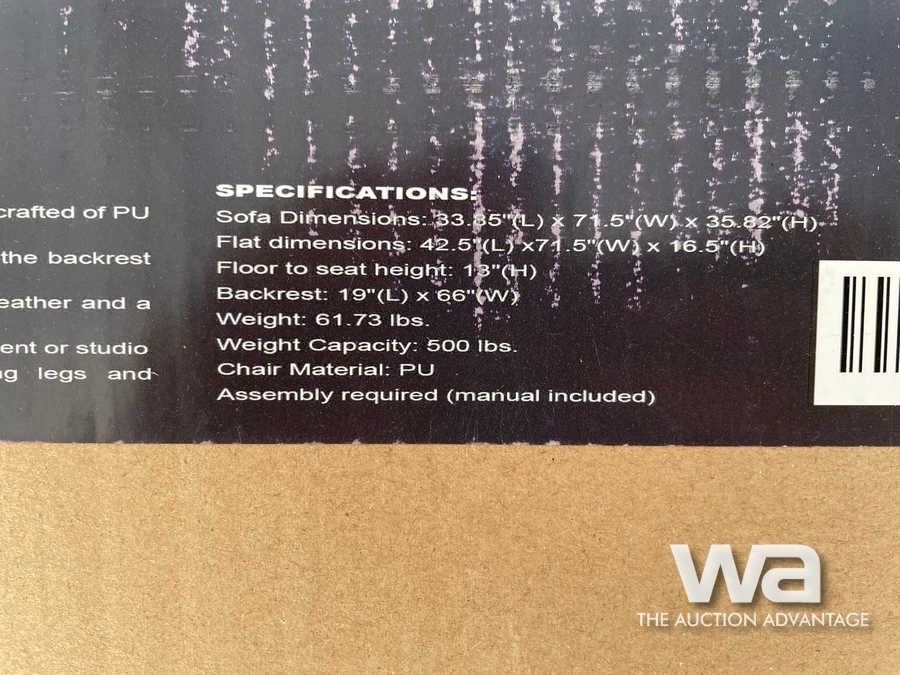 crafted of PU
the backrest
eather and a
ent or studio
ng legs and
SPECIFICATIONS:
Sofa Dimensions: 33.85"(L) x 71.5"(W) x 35.82"(H)
Flat dimensions: 42.5"(L) x71.5"(W) x 16.5"(H)
Floor to seat height: 13"(H)
Backrest: 19"(L) x 66"(W)
Weight: 61.73 lbs.
Weight Capacity: 500 lbs.
Chair Material: PU
Assembly required (manual included)
wa
THE AUCTION ADVANTAGE